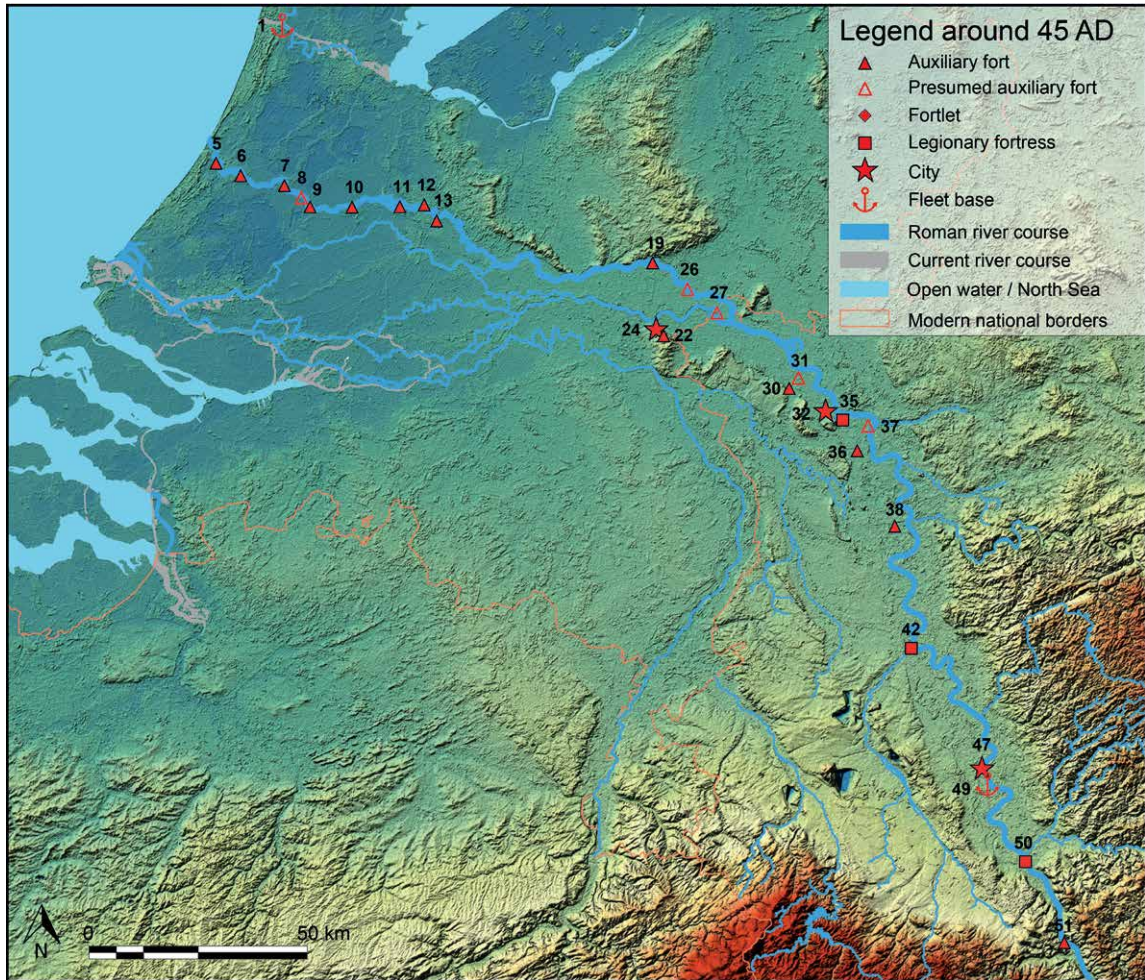 Legend around 45 AD
Auxiliary fort
Presumed auxiliary fort
Fortlet
Legionary fortress
City
Fleet base
Roman river course
Current river course
Open water / North Sea
Modern national borders
1
5
6
7
8
9
10
11
12
13
19
26
27
24
22
31
30
32
35
37
36
38
42
47
49
50
51
N
0
50 km